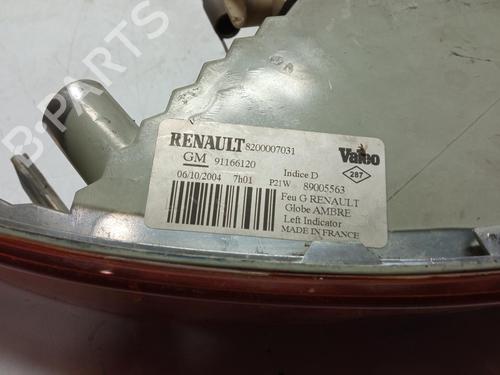 B-PARTS
RENAULT 8200007031
GM 91166120
Valeo
Indice D
287
06/10/2004 7h01 P21W 89005563
Feu G RENAULT
Globe AMBRE
Left Indicator
MADE IN FRANCE